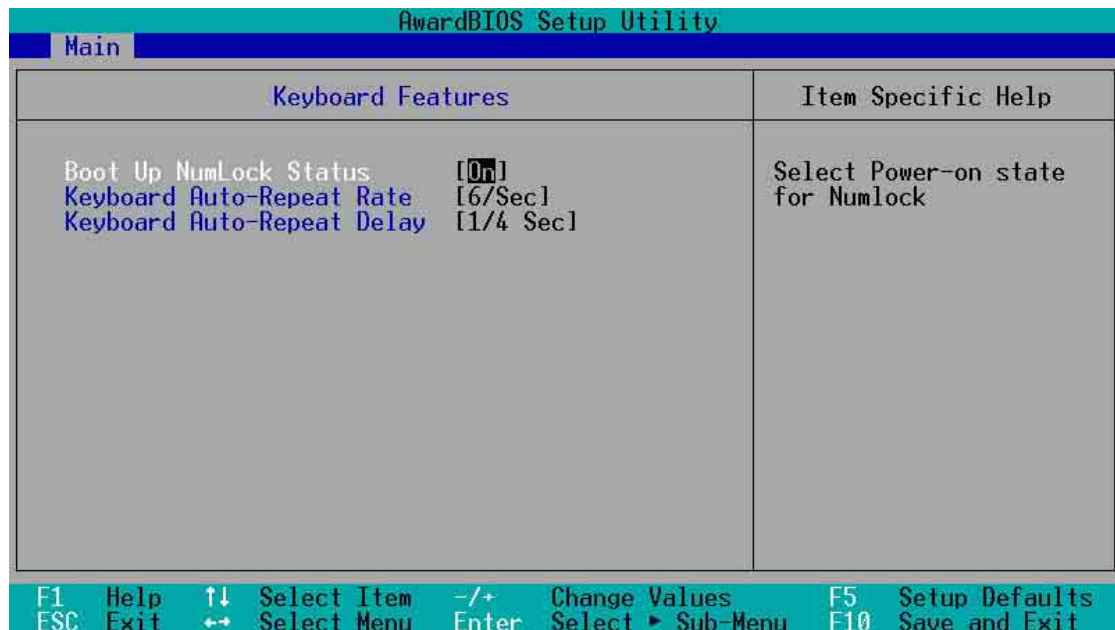 AwardBIOS Setup Utility
Main
Keyboard Features
Item Specific Help
Boot Up NumLock Status [On]
Keyboard Auto-Repeat Rate [6/Sec]
Keyboard Auto-Repeat Delay [1/4 Sec]
Select Power-on state
for Numlock
F1 Help ↑↓ Select Item -/+ Change Values F5 Setup Defaults
ESC Exit ←→ Select Menu Enter Select ► Sub-Menu F10 Save and Exit